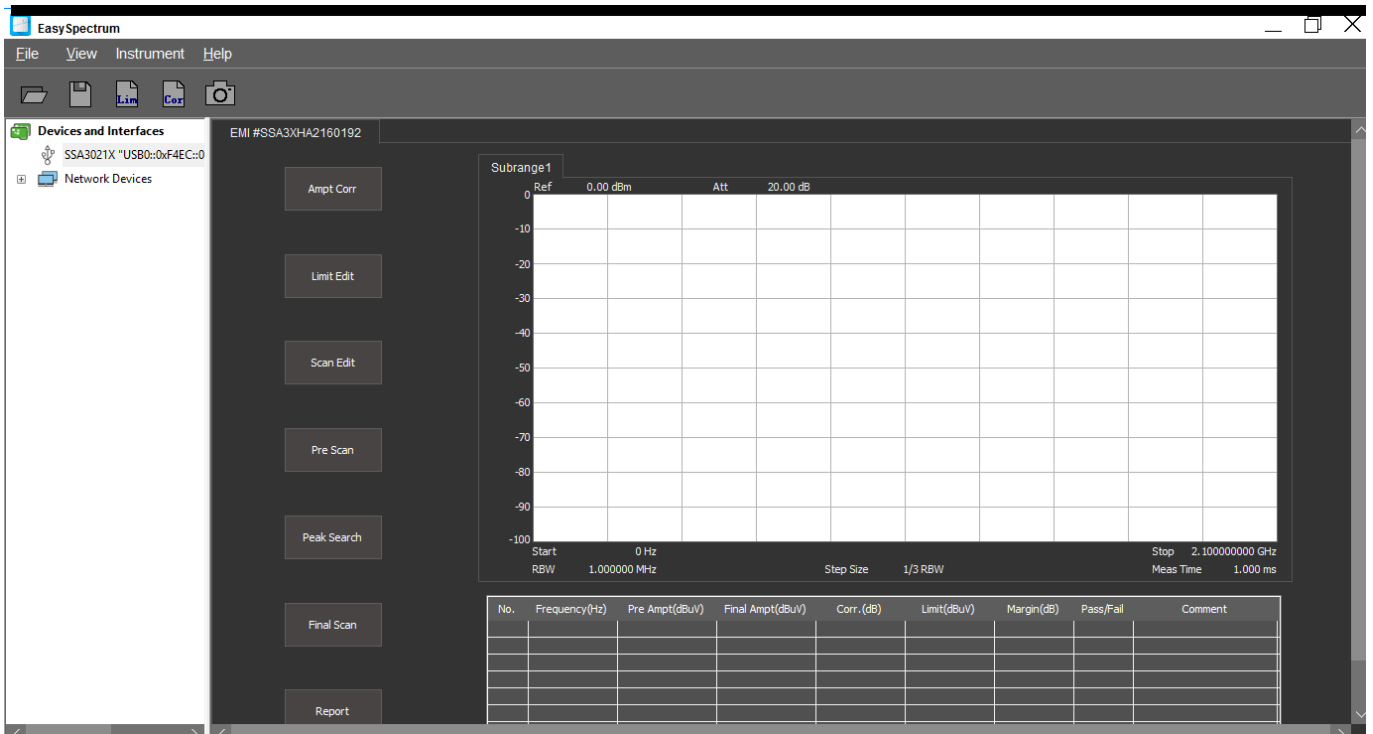 EasySpectrum
File View Instrument Help
Lim Cor
Devices and Interfaces
SSA3021X "USB0::0xF4EC::0
Network Devices
EMI #SSA3XHA2160192
Ampt Corr
Limit Edit
Scan Edit
Pre Scan
Peak Search
Final Scan
Report
Subrange1
Ref 0.00 dBm Att 20.00 dB
0
-10
-20
-30
-40
-50
-60
-70
-80
-90
-100
Start 0 Hz Stop 2.100000000 GHz
RBW 1.000000 MHz Step Size 1/3 RBW Meas Time 1.000 ms
No. Frequency(Hz) Pre Ampt(dBuV) Final Ampt(dBuV) Corr.(dB) Limit(dBuV) Margin(dB) Pass/Fail Comment